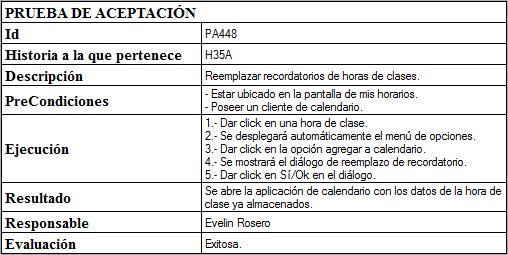 PRUEBA DE ACEPTACIÓN
Id PA448
Historia a la que pertenece H35A
Descripción Reemplazar recordatorios de horas de clases.
PreCondiciones - Estar ubicado en la pantalla de mis horarios.
- Poseer un cliente de calendario.
Ejecución 1.- Dar click en una hora de clase.
2.- Se desplegará automáticamente el menú de opciones.
3.- Dar click en la opción agregar a calendario.
4.- Se mostrará el diálogo de reemplazo de recordatorio.
5.- Dar click en Sí/Ok en el diálogo.
Resultado Se abre la aplicación de calendario con los datos de la hora de
clase ya almacenados.
Responsable Evelin Rosero
Evaluación Exitosa.